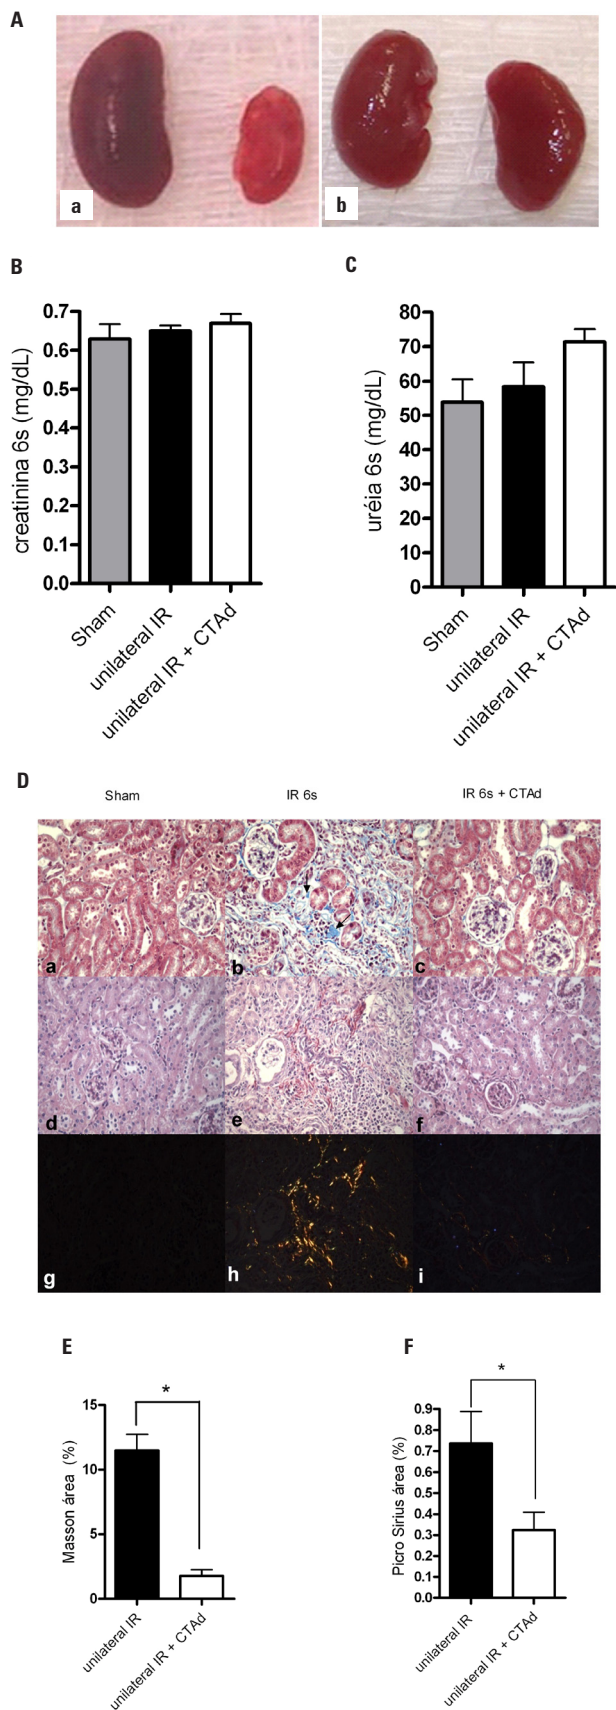 A
a
b
B
C
0.7
0.6
0.5
0.4
0.3
0.2
0.1
0.0
creatinina 6s (mg/dL)
Sham
unilateral IR
unilateral IR + CTAd
80
70
60
50
40
30
20
10
0
uréia 6s (mg/dL)
Sham
unilateral IR
unilateral IR + CTAd
D
Sham
IR 6s
IR 6s + CTAd
a
b
c
d
e
f
g
h
i
E
F
*
15
10
5
0
Masson área (%)
unilateral IR
unilateral IR + CTAd
*
0.9
0.8
0.7
0.6
0.5
0.4
0.3
0.2
0.1
0.0
Picro Sirius área (%)
unilateral IR
unilateral IR + CTAd